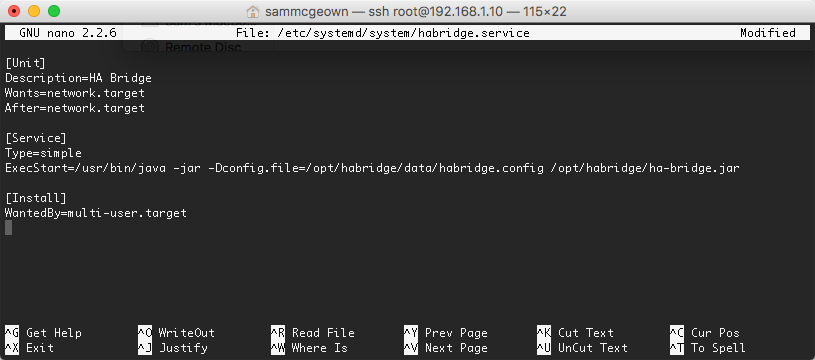 sammcgeown — ssh root@192.168.1.10 — 115×22
GNU nano 2.2.6 File: /etc/systemd/system/habridge.service Modified
Remote Disc
[Unit]
Description=HA Bridge
Wants=network.target
After=network.target
[Service]
Type=simple
ExecStart=/usr/bin/java -jar -Dconfig.file=/opt/habridge/data/habridge.config /opt/habridge/ha-bridge.jar
[Install]
WantedBy=multi-user.target
^G Get Help ^O WriteOut ^R Read File ^Y Prev Page ^K Cut Text ^C Cur Pos
^X Exit ^J Justify ^W Where Is ^V Next Page ^U UnCut Text ^T To Spell